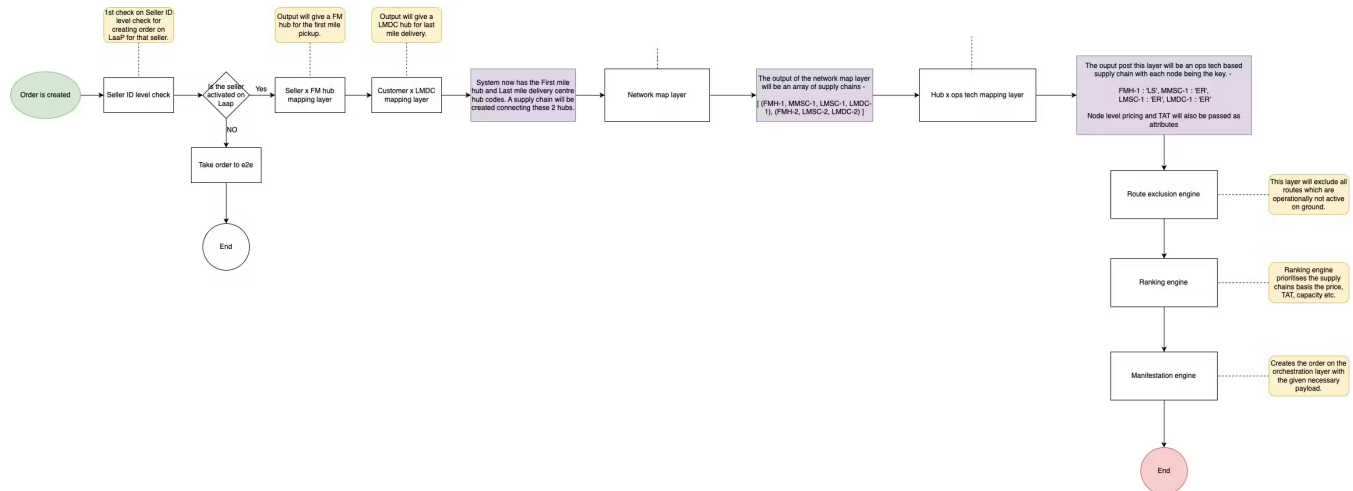 1st check on Seller ID
level check for
creating order on
LaaP for that seller.
Output will give a FM
hub for the first mile
pickup.
Output will give a
LMDC hub for last
mile delivery.
Order is created
Seller ID level check
Is the seller
activated on
Laap
Yes
Seller x FM hub
mapping layer
Customer x LMDC
mapping layer
System now has the First mile
hub and Last mile delivery centre
hub codes. A supply chain will be
created connecting these 2 hubs.
Network map layer
The output of the network map layer
will be an array of supply chains -
[ (FMH-1, MMSC-1, LMSC-1, LMDC-
1), (FMH-2, LMSC-2, LMDC-2) ]
Hub x ops tech mapping layer
The ouput post this layer will be an ops tech based
supply chain with each node being the key. -
FMH-1 : 'LS', MMSC-1 : 'ER',
LMSC-1 : 'ER', LMDC-1 : 'ER'
Node level pricing and TAT will also be passed as
attributes
NO
Take order to e2e
End
Route exclusion engine
This layer will exclude all
routes which are
operationally not active
on ground.
Ranking engine
Ranking engine
prioritises the supply
chains basis the price,
TAT, capacity etc.
Manifestation engine
Creates the order on the
orchestration layer with
the given necessary
payload.
End